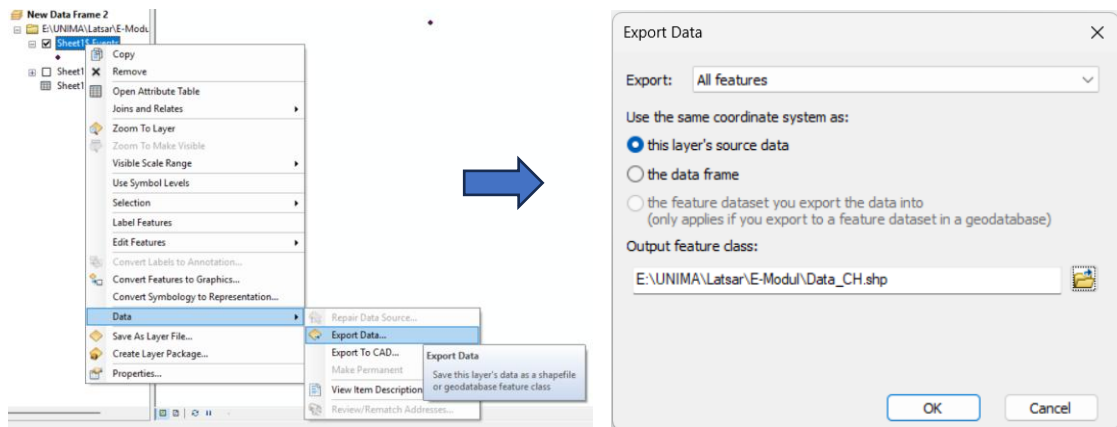 New Data Frame 2
E:\UNIMA\Latsar\E-Modu
Sheet1$ Events
Sheet1
Sheet1
Copy
Remove
Open Attribute Table
Joins and Relates
Zoom To Layer
Zoom To Make Visible
Visible Scale Range
Use Symbol Levels
Selection
Label Features
Edit Features
Convert Labels to Annotation...
Convert Features to Graphics...
Convert Symbology to Representation...
Data
Save As Layer File...
Create Layer Package...
Properties...
Repair Data Source...
Export Data...
Export To CAD...
Make Permanent
View Item Description
Review/Rematch Addresses...
Export Data
Save this layer's data as a shapefile
or geodatabase feature class
Export Data
Export: All features
Use the same coordinate system as:
this layer's source data
the data frame
the feature dataset you export the data into
(only applies if you export to a feature dataset in a geodatabase)
Output feature class:
E:\UNIMA\Latsar\E-Modul\Data_CH.shp
OK Cancel